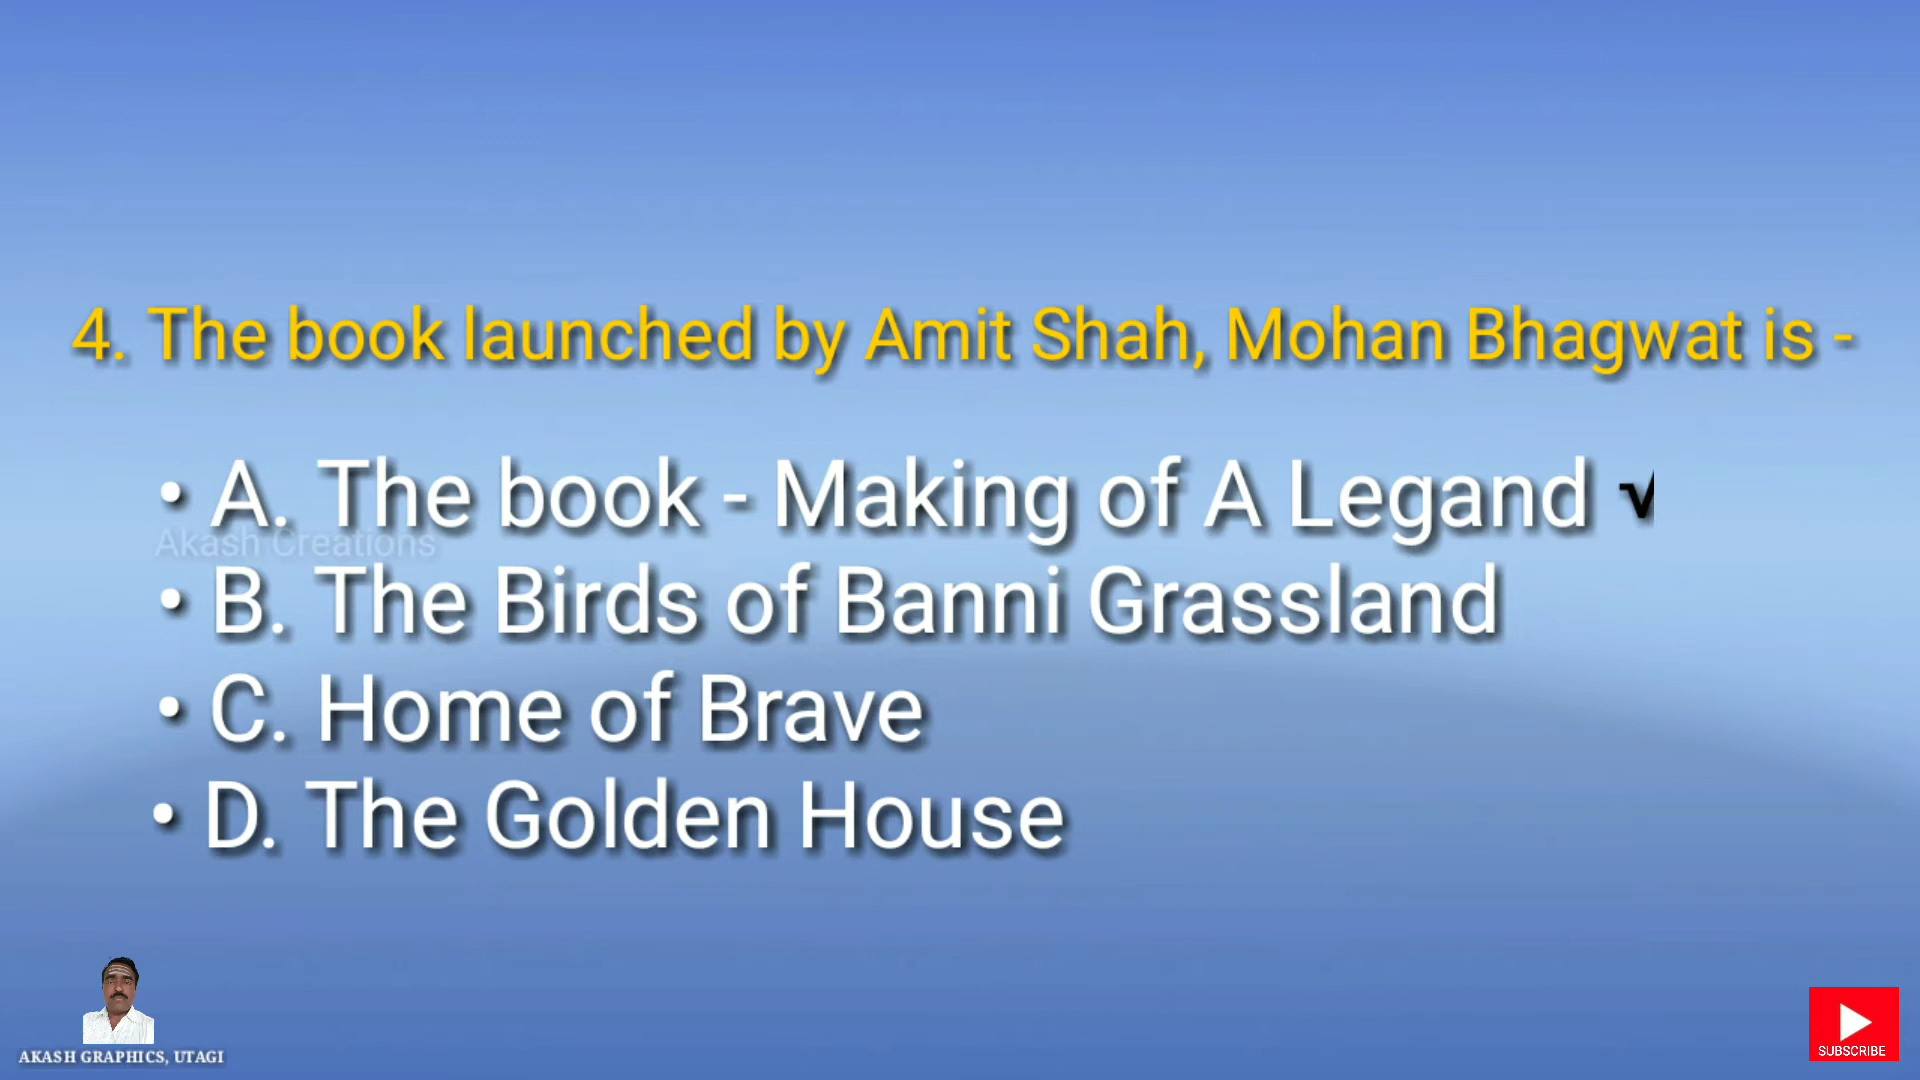 4. The book launched by Amit Shah, Mohan Bhagwat is -
• A. The book - Making of A Legand √
Akash Creations
• B. The Birds of Banni Grassland
• C. Home of Brave
• D. The Golden House
AKASH GRAPHICS, UTAGI
SUBSCRIBE